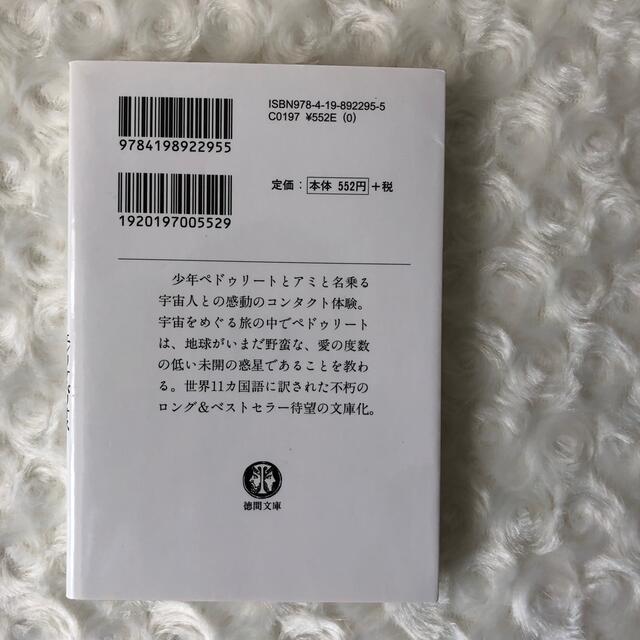 ISBN978-4-19-892295-5
C0197 ¥552E (0)
9784198922955
定価：本体 552円＋税
1920197005529
少年ペドゥリートとアミと名乗る
宇宙人との感動のコンタクト体験。
宇宙をめぐる旅の中でペドゥリート
は、地球がいまだ野蛮な、愛の度数
の低い未開の惑星であることを教わ
る。世界11カ国語に訳された不朽の
ロング＆ベストセラー待望の文庫化。
徳間文庫